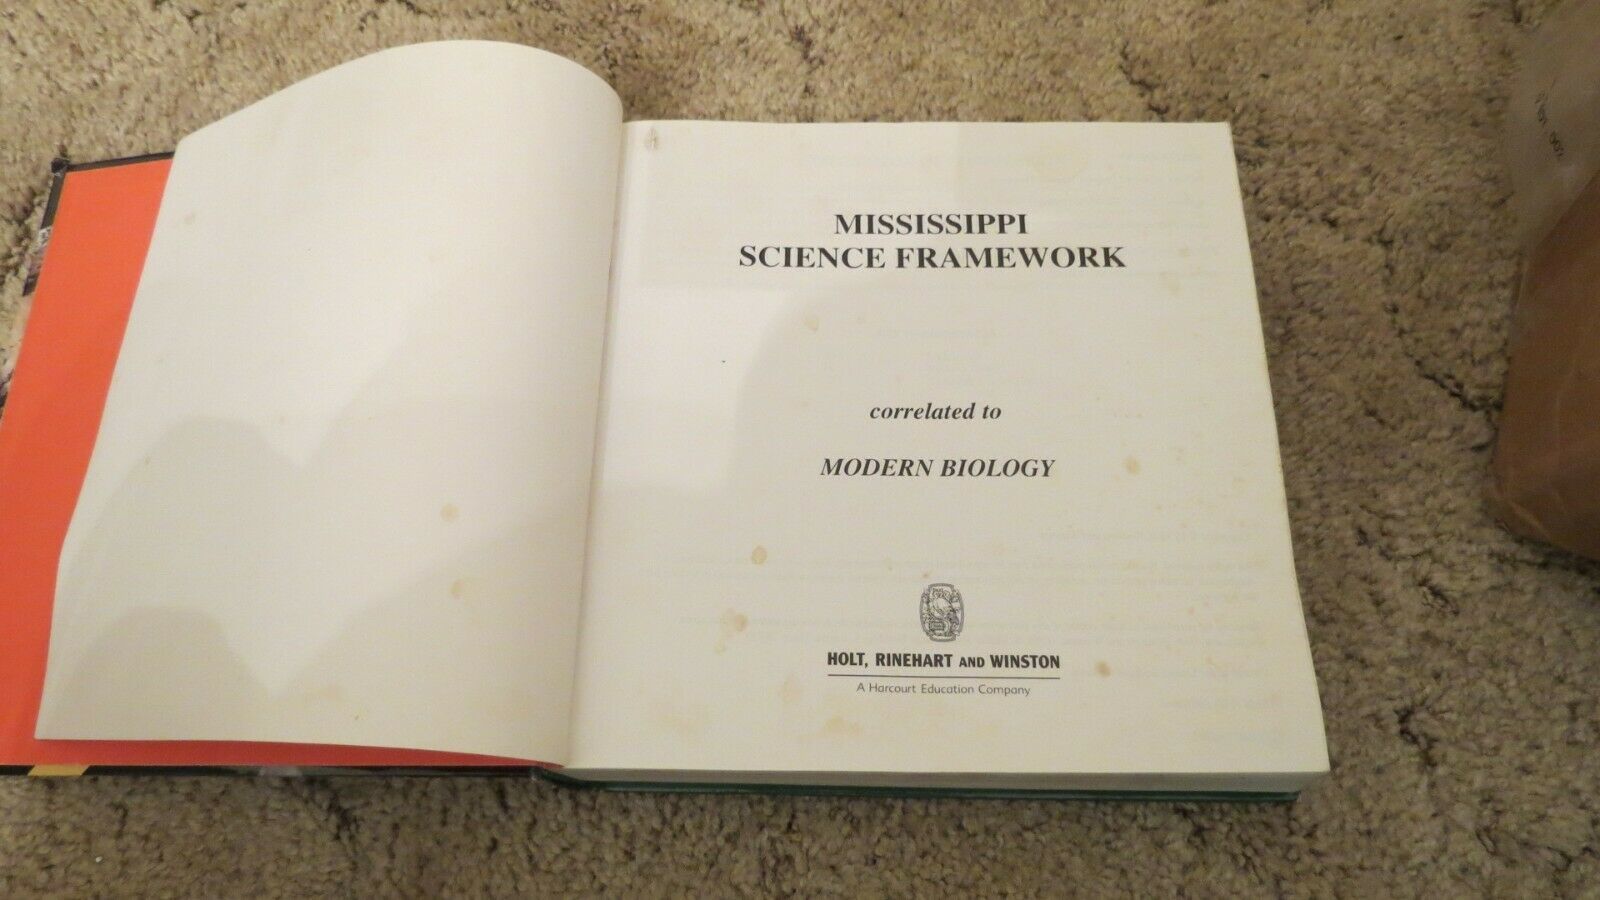 MISSISSIPPI
SCIENCE FRAMEWORK
correlated to
MODERN BIOLOGY
HOLT, RINEHART AND WINSTON
A Harcourt Education Company